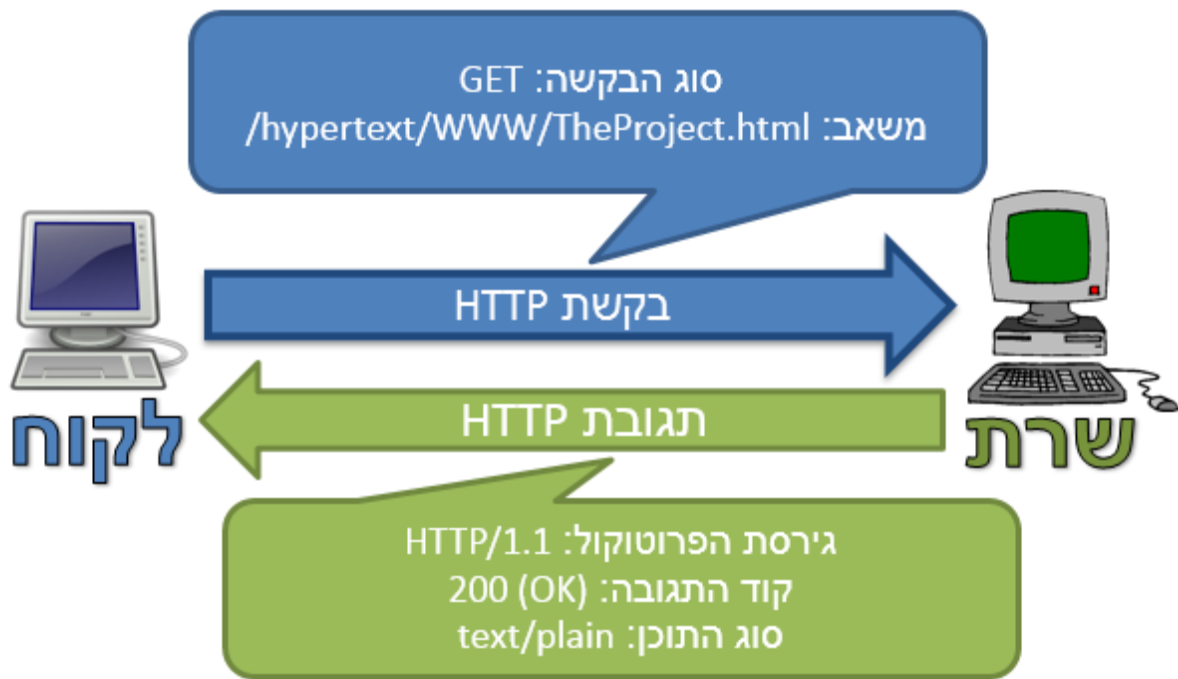 סוג הבקשה: GET
משאב: /hypertext/WWW/TheProject.html
בקשת HTTP
תגובת HTTP
לקוח
שרת
גירסת הפרוטוקול: HTTP/1.1
קוד התגובה: 200 (OK)
סוג התוכן: text/plain